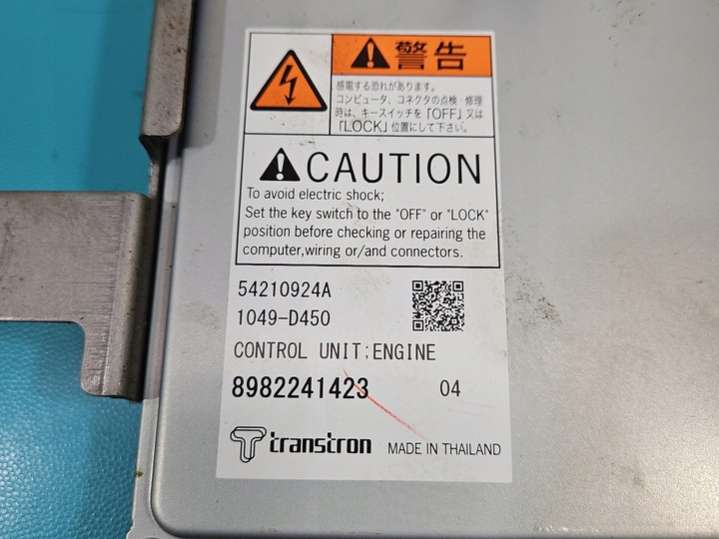 警告
感電する恐れがあります。
コンピュータ、コネクタの点検・修理
時は、キースイッチを「OFF」又は
「LOCK」位置にして下さい。
CAUTION
To avoid electric shock;
Set the key switch to the "OFF" or "LOCK"
position before checking or repairing the
computer,wiring or/and connectors.
54210924A
1049-D450
CONTROL UNIT;ENGINE
8982241423 04
transtron MADE IN THAILAND